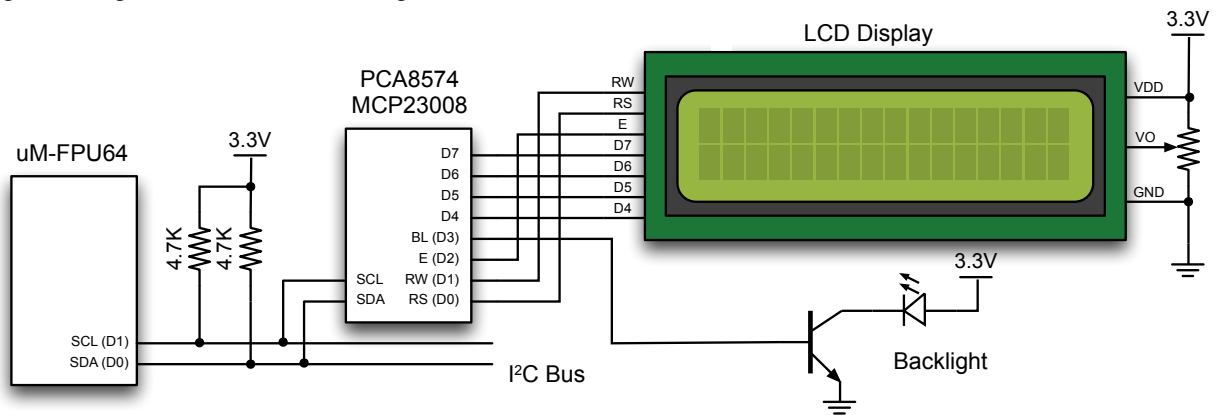 3.3V
LCD Display
PCA8574
MCP23008
RW
RS
E
D7
D6
D5
D4
VDD
VO
GND
uM-FPU64
3.3V
4.7K
4.7K
D7
D6
D5
D4
BL (D3)
E (D2)
SCL
RW (D1)
SDA
RS (D0)
3.3V
SCL (D1)
SDA (D0)
I²C Bus
Backlight